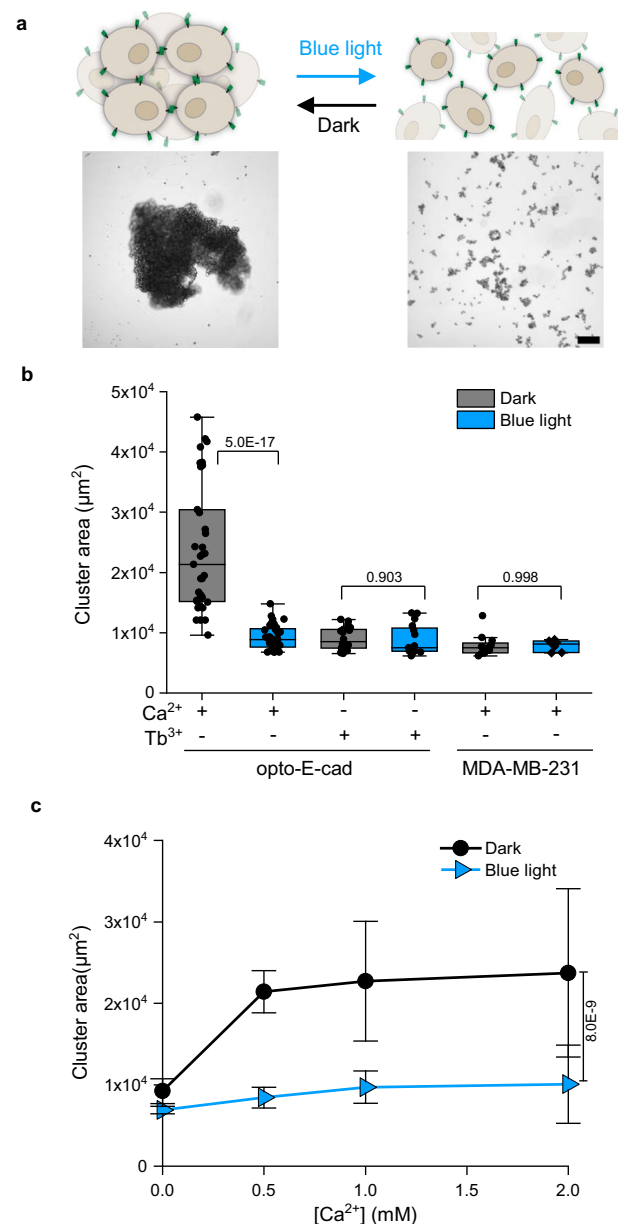 a
Blue light
Dark
b
Dark
Blue light
5x10⁴
4x10⁴
3x10⁴
2x10⁴
1x10⁴
0
Cluster area (µm²)
5.0E-17
0.903
0.998
Ca²⁺ + + - - + +
Tb³⁺ - - + + - -
opto-E-cad MDA-MB-231
c
Dark
Blue light
4x10⁴
3x10⁴
2x10⁴
1x10⁴
0
Cluster area(µm²)
8.0E-9
0.0 0.5 1.0 1.5 2.0
[Ca²⁺] (mM)